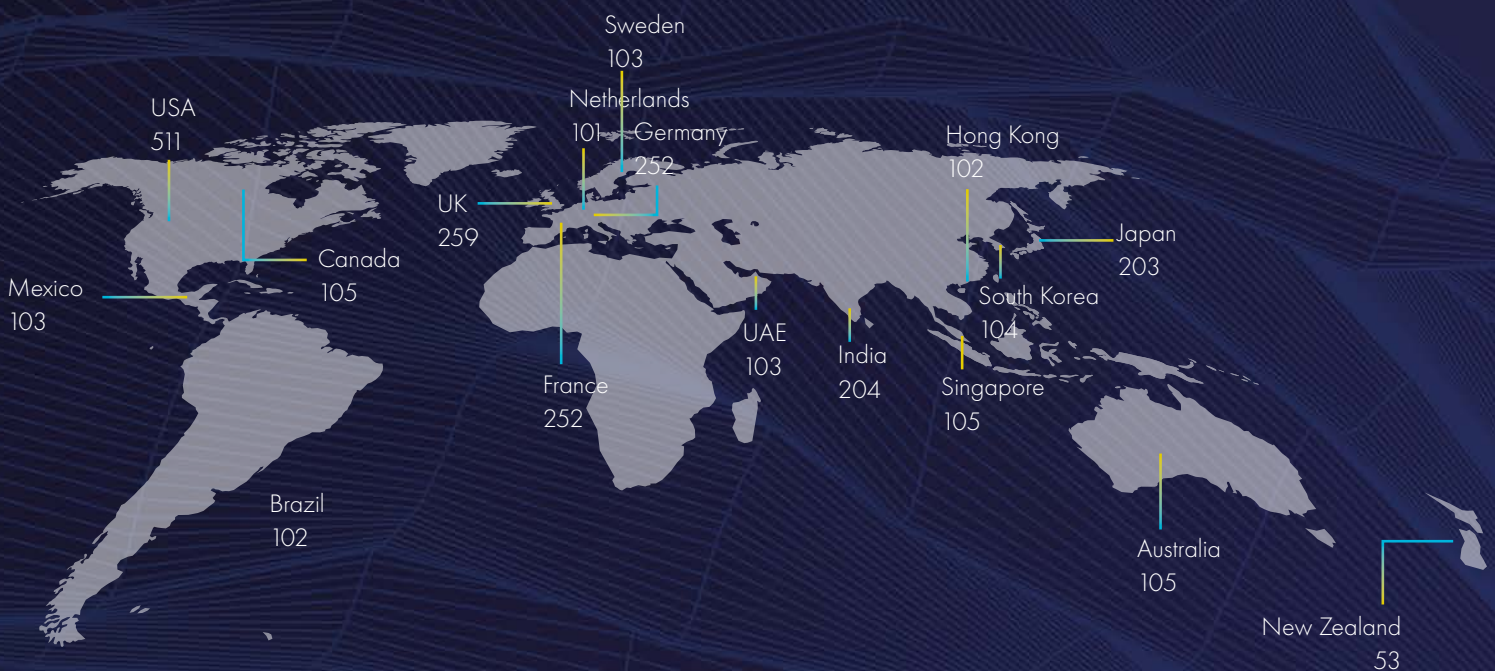 Sweden
103
Netherlands
101
Germany
252
USA
511
Hong Kong
102
UK
259
Canada
105
Japan
203
Mexico
103
South Korea
104
UAE
103
India
204
France
252
Singapore
105
Brazil
102
Australia
105
New Zealand
53